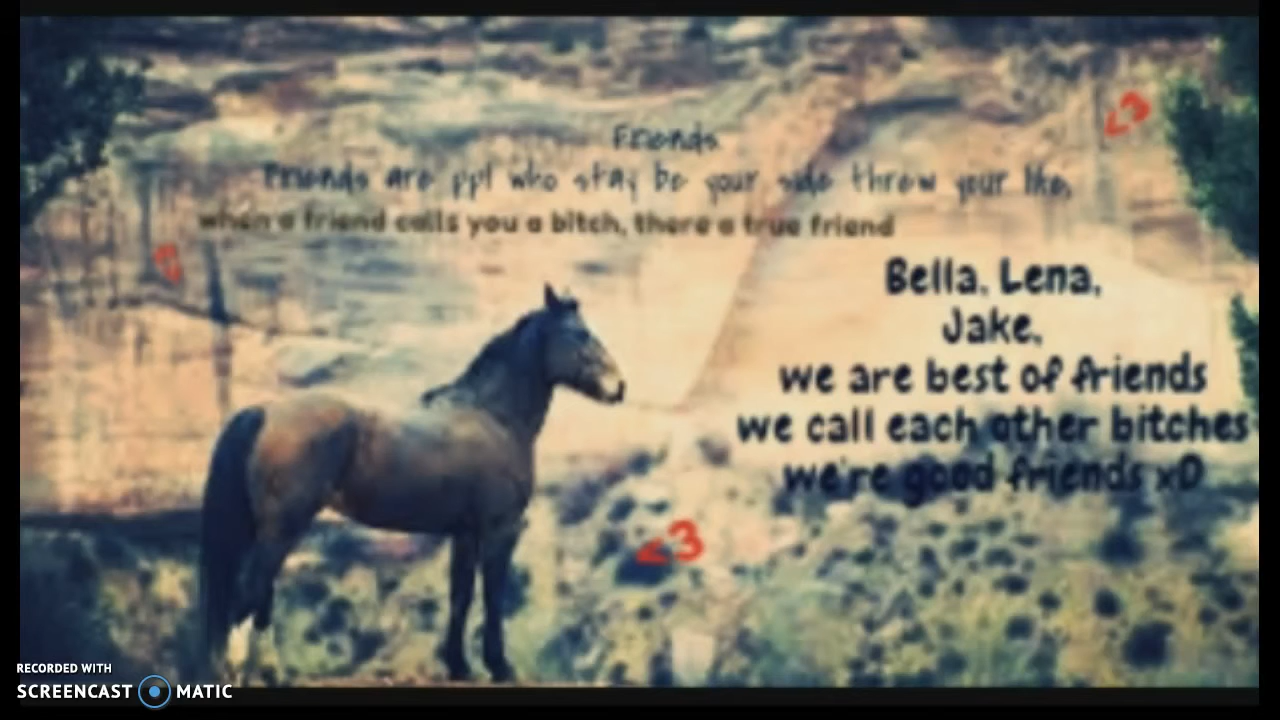 Friends
Friends are ppl who stay be your side threw your life,
when a friend calls you a bitch, there a true friend
Bella, Lena,
Jake,
we are best of friends
we call each other bitches
we're good friends xD
<3
<3
RECORDED WITH
SCREENCAST MATIC